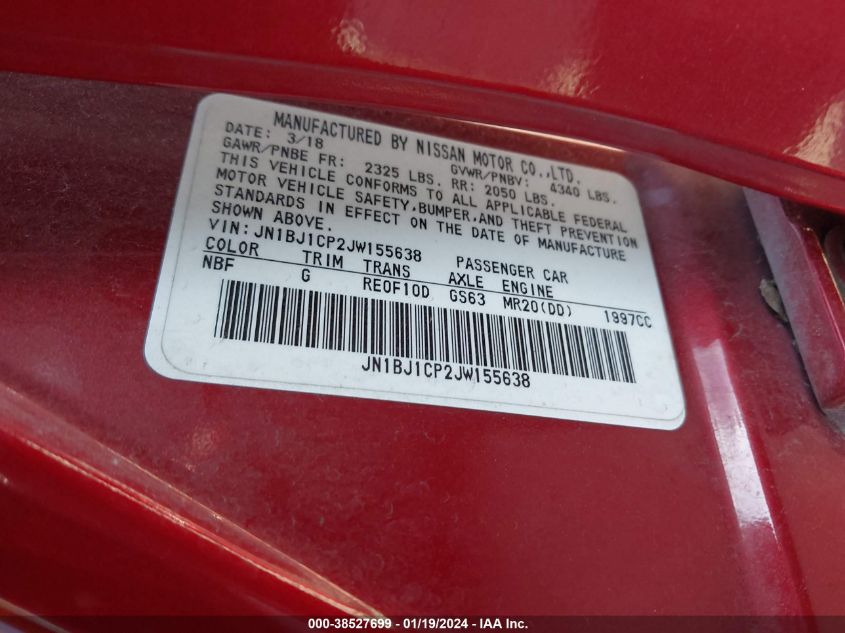 MANUFACTURED BY NISSAN MOTOR CO.,LTD.
DATE: 3/18 GVWR/PNBV: 4340 LBS.
GAWR/PNBE FR: 2325 LBS. RR: 2050 LBS.
THIS VEHICLE CONFORMS TO ALL APPLICABLE FEDERAL
MOTOR VEHICLE SAFETY,BUMPER,AND THEFT PREVENTION
STANDARDS IN EFFECT ON THE DATE OF MANUFACTURE
SHOWN ABOVE.
VIN:JN1BJ1CP2JW155638 PASSENGER CAR
COLOR TRIM TRANS AXLE ENGINE
NBF G RE0F10D GS63 MR20(DD) 1997CC
JN1BJ1CP2JW155638
000-38527699 - 01/19/2024 - IAA Inc.